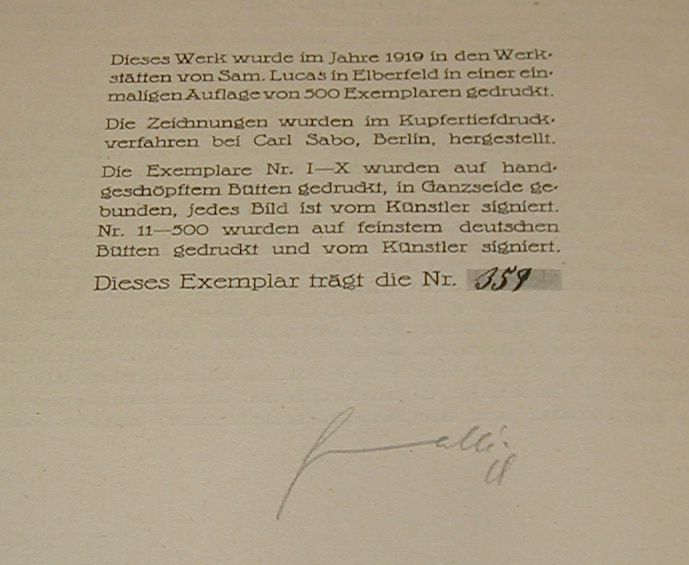 Dieses Werk wurde im Jahre 1919 in den Werk-
stätten von Sam. Lucas in Elberfeld in einer ein-
maligen Auflage von 500 Exemplaren gedruckt.
Die Zeichnungen wurden im Kupfertiefdruck-
verfahren bei Carl Sabo, Berlin, hergestellt.
Die Exemplare Nr. I—X wurden auf hand-
geschöpftem Bütten gedruckt, in Ganzseide ge-
bunden, jedes Bild ist vom Künstler signiert.
Nr. 11—500 wurden auf feinstem deutschen
Bütten gedruckt und vom Künstler signiert.
Dieses Exemplar trägt die Nr. 359